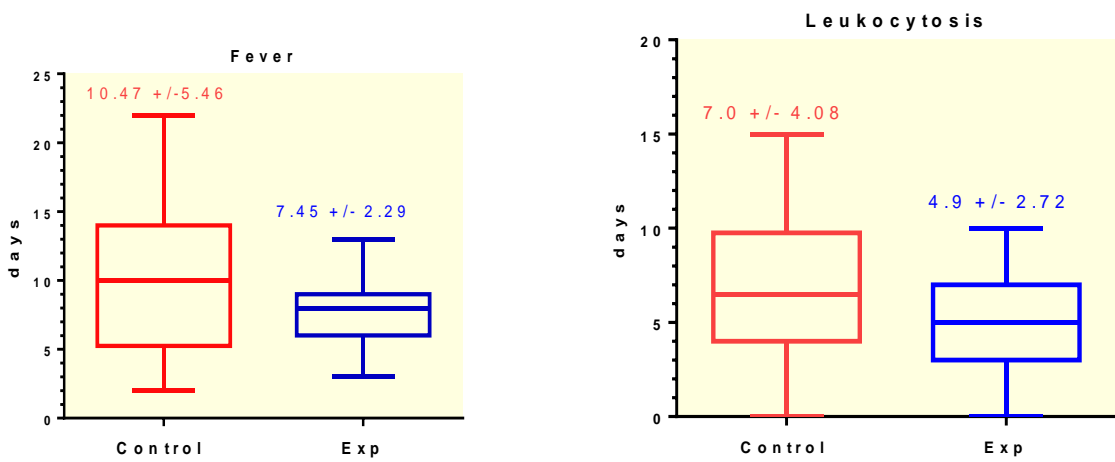 Fever
25
10.47 +/-5.46
20
15
7.45 +/- 2.29
10
5
0
days
Control
Exp
Leukocytosis
20
7.0 +/- 4.08
15
4.9 +/- 2.72
10
5
0
days
Control
Exp